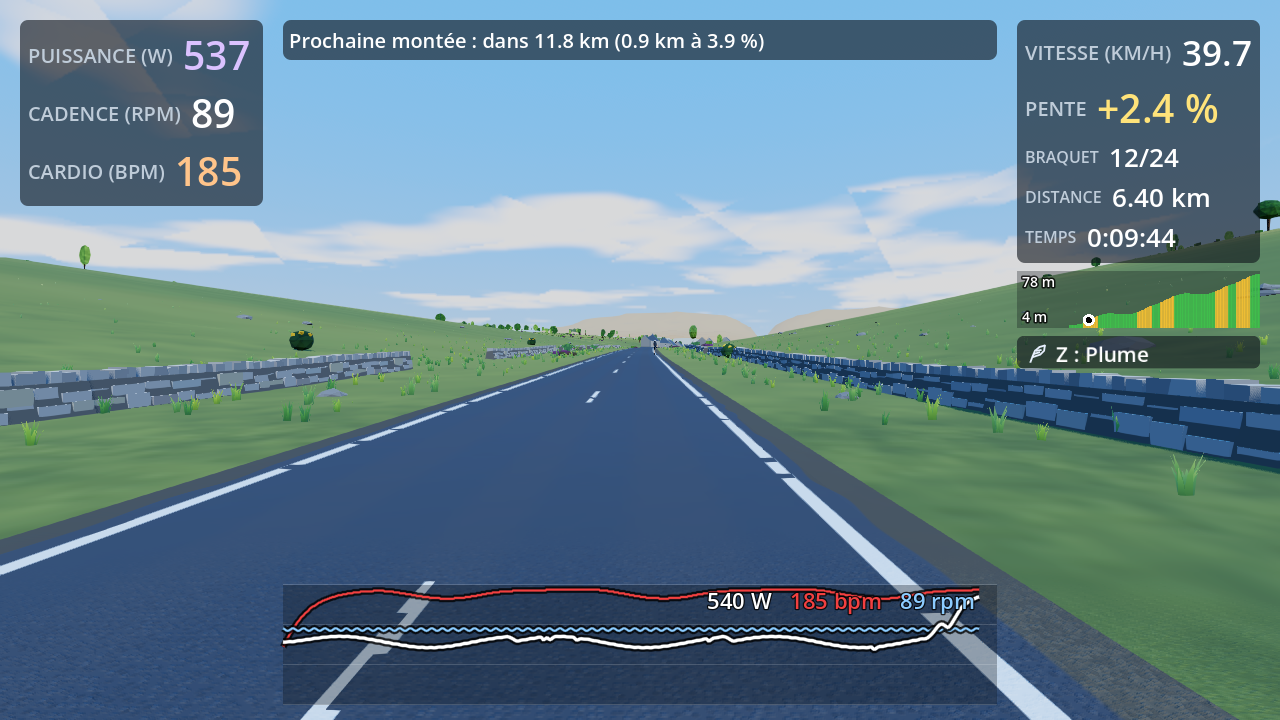 PUISSANCE (W) 537
CADENCE (RPM) 89
CARDIO (BPM) 185
Prochaine montée : dans 11.8 km (0.9 km à 3.9 %)
VITESSE (KM/H) 39.7
PENTE +2.4 %
BRAQUET 12/24
DISTANCE 6.40 km
TEMPS 0:09:44
78 m
4 m
Z : Plume
540 W 185 bpm 89 rpm